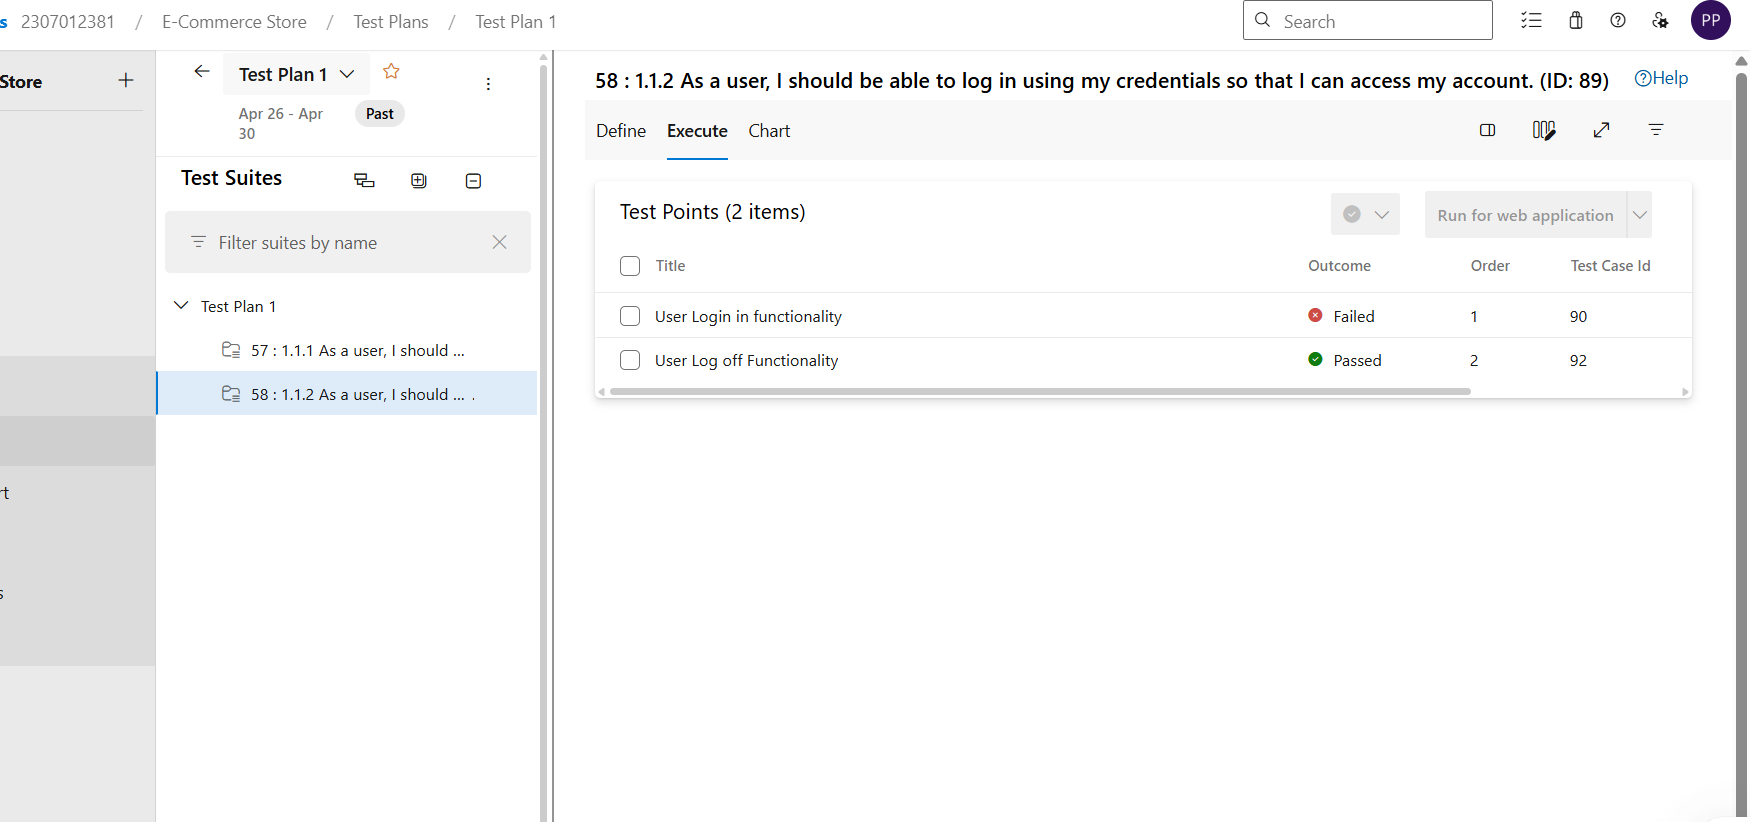 s 2307012381 / E-Commerce Store / Test Plans / Test Plan 1
Search
PP
Store
Test Plan 1
Apr 26 - Apr
30
Past
Test Suites
Filter suites by name
Test Plan 1
57 : 1.1.1 As a user, I should ...
58 : 1.1.2 As a user, I should ... .
rt
s
58 : 1.1.2 As a user, I should be able to log in using my credentials so that I can access my account. (ID: 89)
Help
Define Execute Chart
Test Points (2 items)
Run for web application
Title Outcome Order Test Case Id
User Login in functionality Failed 1 90
User Log off Functionality Passed 2 92